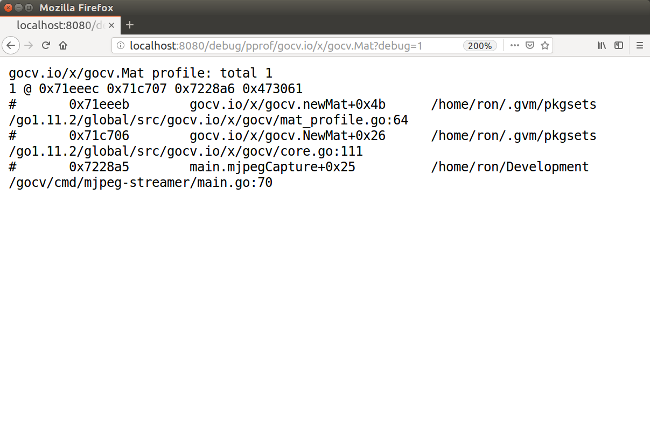 Mozilla Firefox
localhost:8080/d
localhost:8080/debug/pprof/gocv.io/x/gocv.Mat?debug=1 200%
gocv.io/x/gocv.Mat profile: total 1
1 @ 0x71eeec 0x71c707 0x7228a6 0x473061
# 0x71eeeb gocv.io/x/gocv.newMat+0x4b /home/ron/.gvm/pkgsets
/go1.11.2/global/src/gocv.io/x/gocv/mat_profile.go:64
# 0x71c706 gocv.io/x/gocv.NewMat+0x26 /home/ron/.gvm/pkgsets
/go1.11.2/global/src/gocv.io/x/gocv/core.go:111
# 0x7228a5 main.mjpegCapture+0x25 /home/ron/Development
/gocv/cmd/mjpeg-streamer/main.go:70